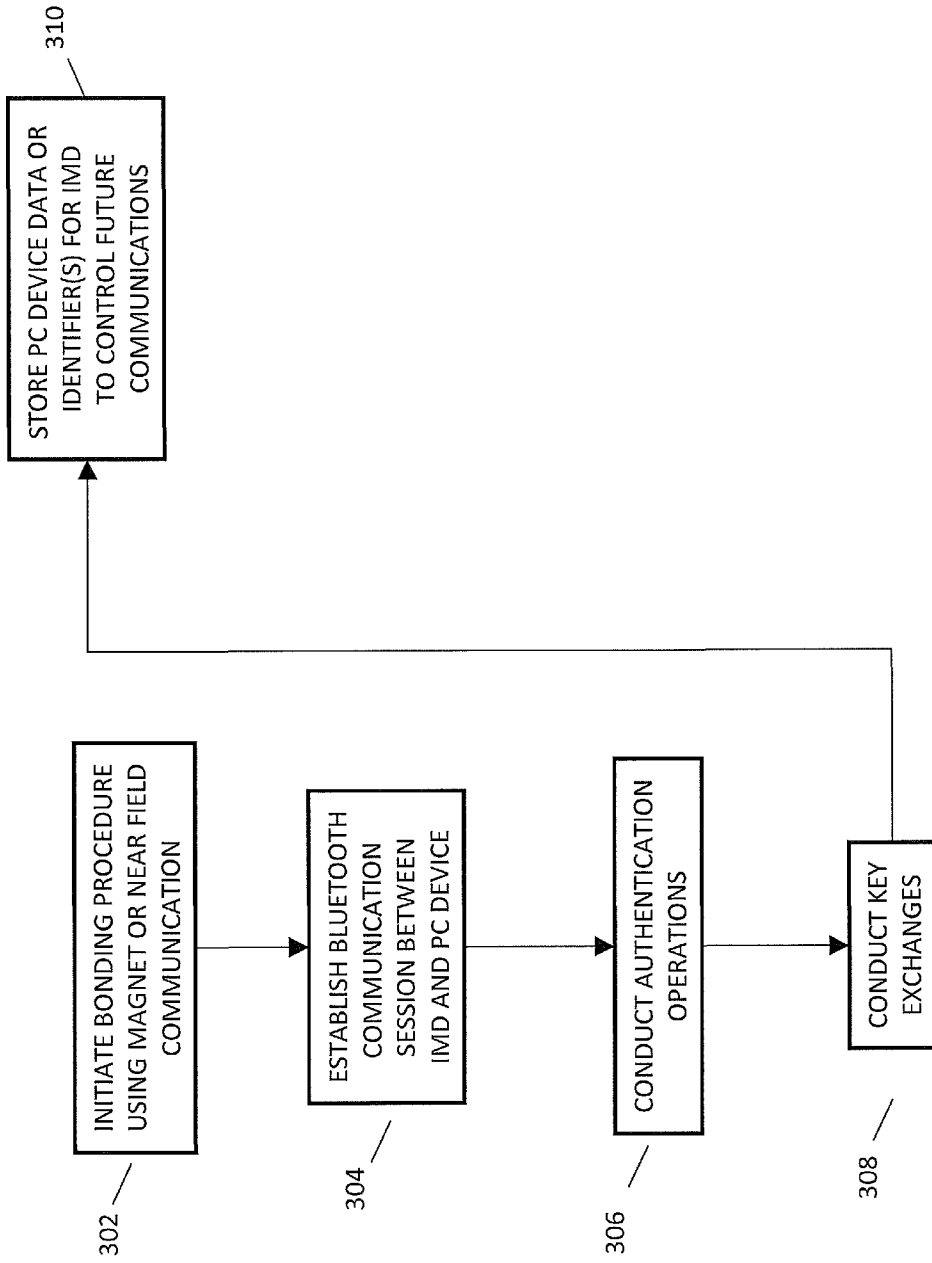 302
INITIATE BONDING PROCEDURE
USING MAGNET OR NEAR FIELD
COMMUNICATION
304
ESTABLISH BLUETOOTH
COMMUNICATION
SESSION BETWEEN
IMD AND PC DEVICE
306
CONDUCT AUTHENTICATION
OPERATIONS
308
CONDUCT KEY
EXCHANGES
310
STORE PC DEVICE DATA OR
IDENTIFIER(S) FOR IMD
TO CONTROL FUTURE
COMMUNICATIONS